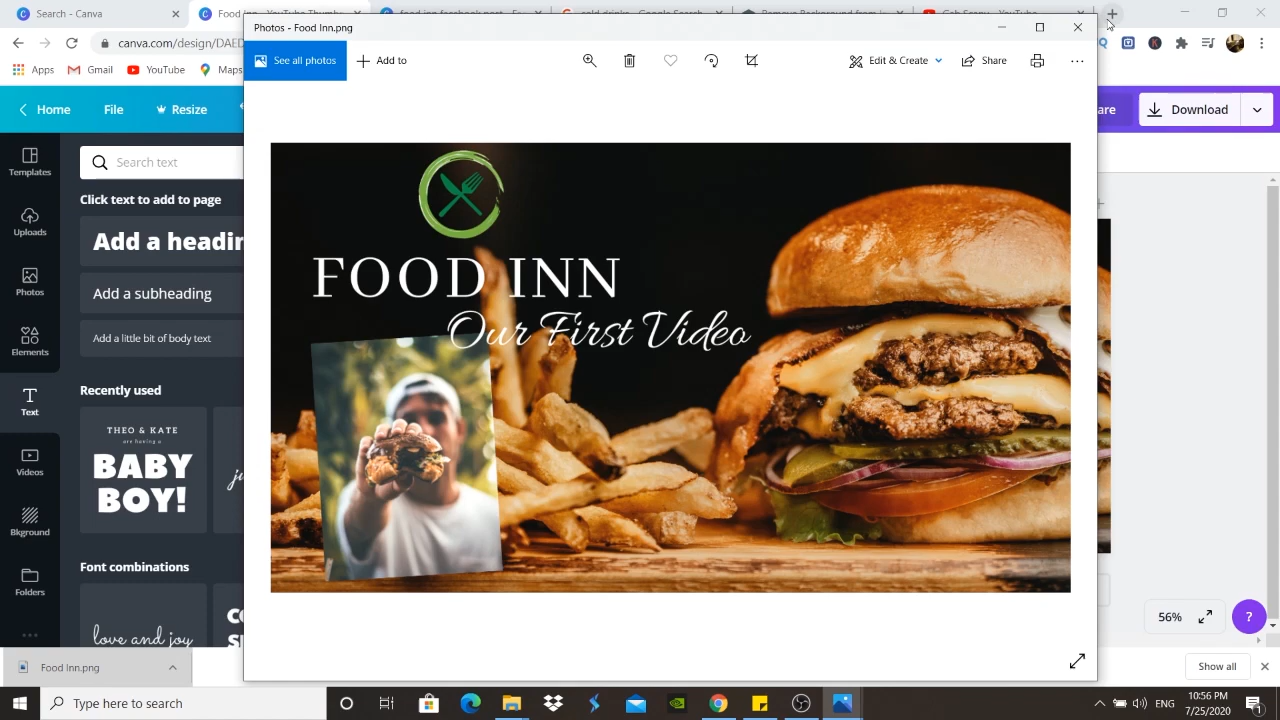 Search - Canva
Food
Photos - Food Inn.png
canva.com/design/DAED
See all photos
Add to
Edit & Create
Share
Apps
Gmail
YouTube
Maps
Home
File
Resize
Download
Templates
Search text
Uploads
Click text to add to page
Add a headin
Photos
Add a subheading
Elements
Add a little bit of body text
FOOD INN
Our First Video
Text
Recently used
THEO & KATE
are having a
BABY
BOY!
Videos
Bkground
Font combinations
Folders
love and joy
56%
?
Food Inn.png
Show all
Type here to search
ENG
10:56 PM
7/25/2020
1